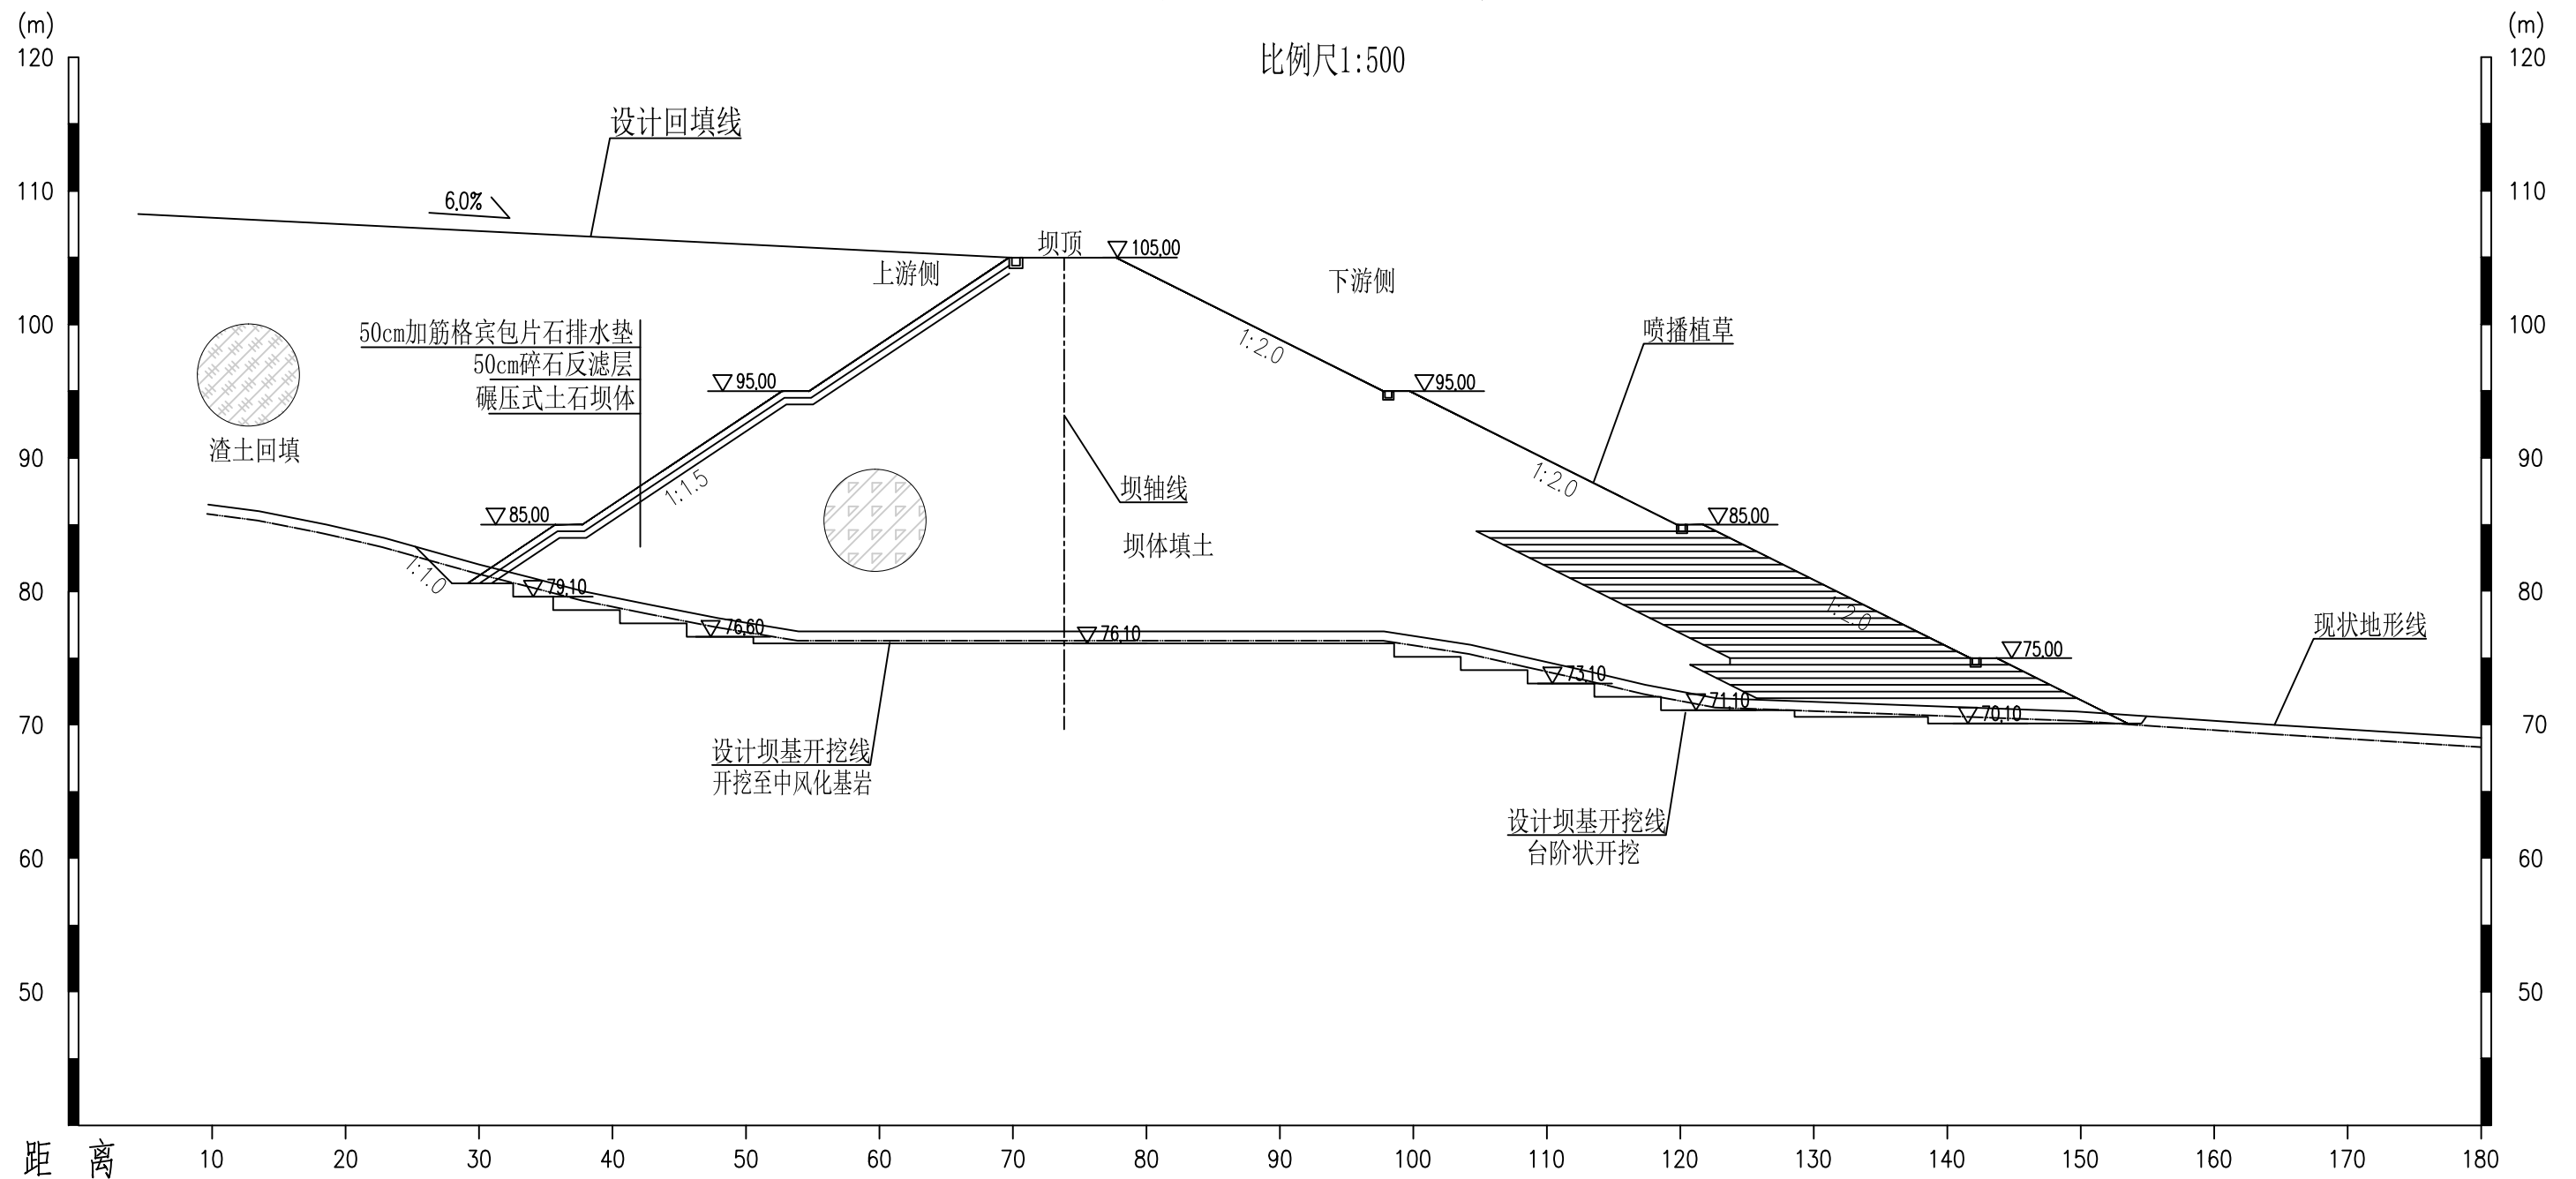 (m)
(m)
比例尺1:500
120
120
设计回填线
110
6.0%
110
坝顶
105.00
上游侧
下游侧
100
50cm加筋格宾包片石排水垫
喷播植草
100
50cm碎石反滤层
1:2.0
95.00
95.00
碾压式土石坝体
渣土回填
90
90
1:1.5
坝轴线
1:2.0
85.00
85.00
坝体填土
1:1.0
80
79.10
80
1:2.0
76.60
76.10
现状地形线
75.00
73.10
71.10
70.10
70
70
设计坝基开挖线
开挖至中风化基岩
设计坝基开挖线
台阶状开挖
60
60
50
50
距 离
10
20
30
40
50
60
70
80
90
100
110
120
130
140
150
160
170
180